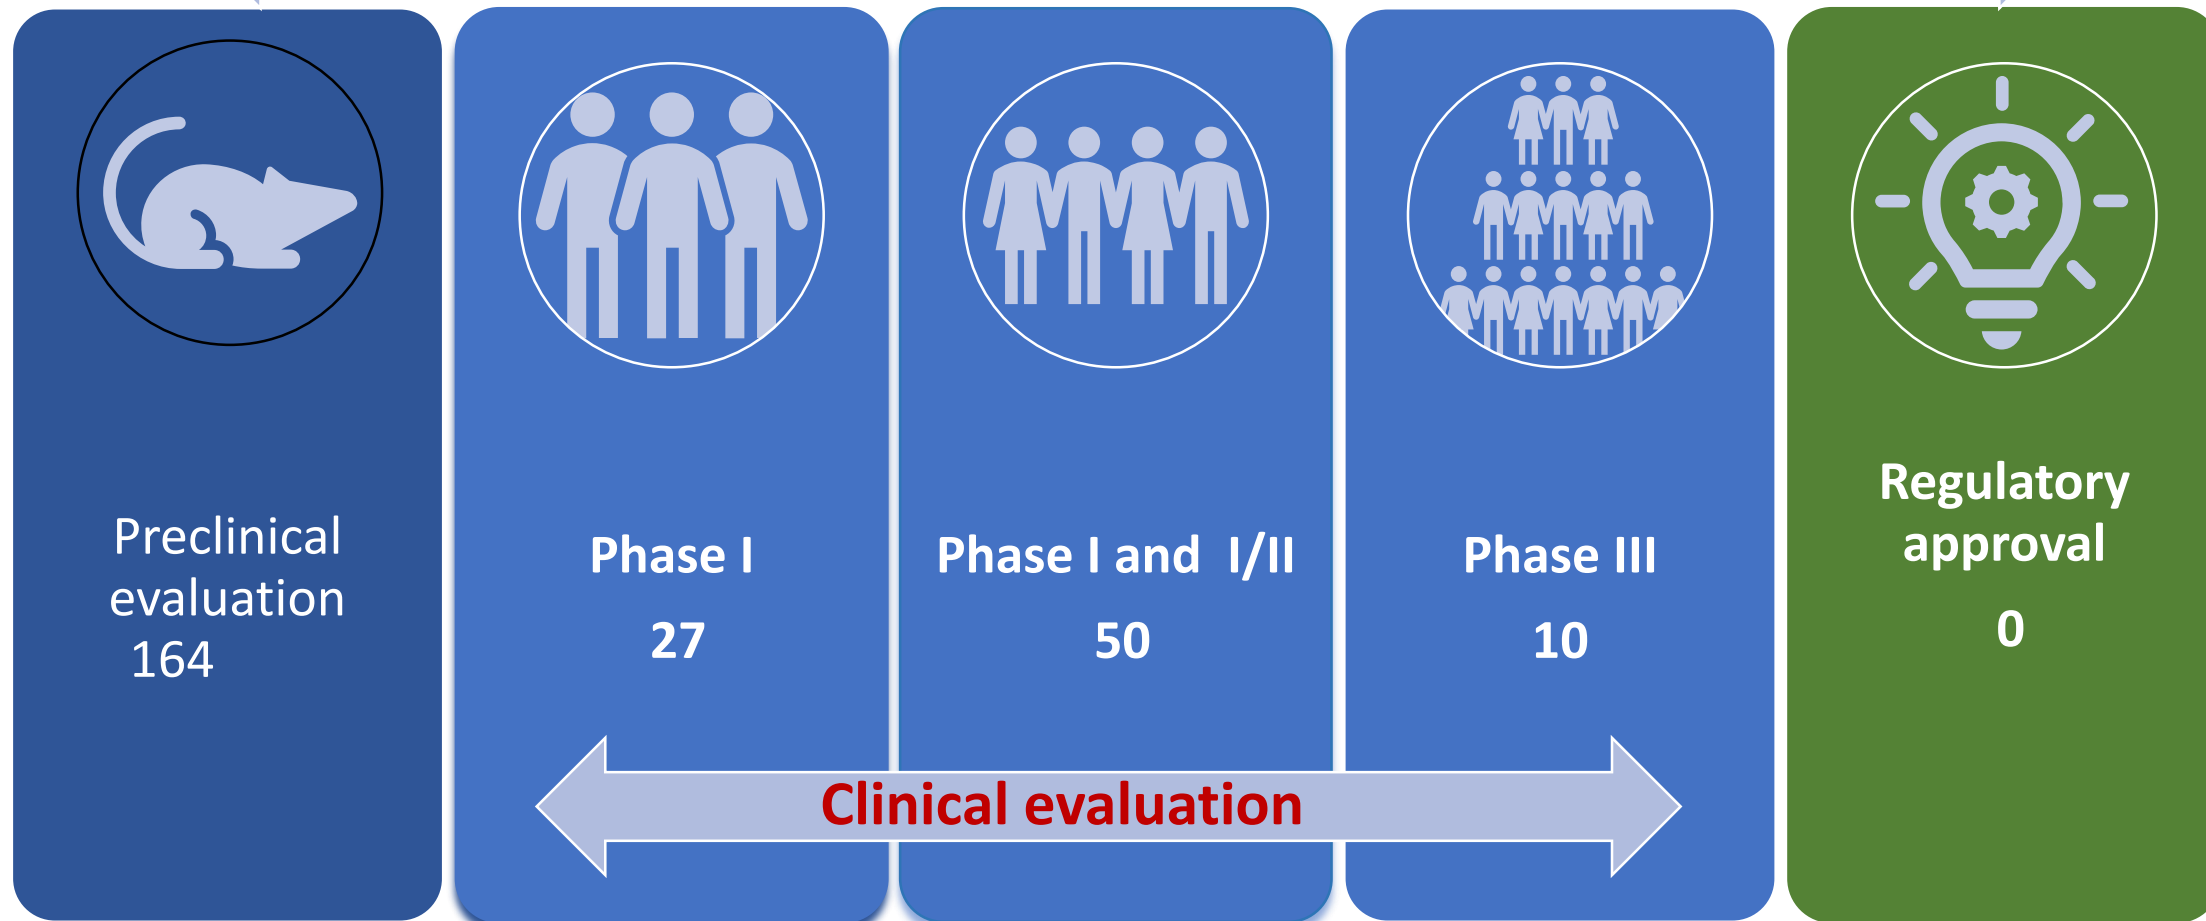 Preclinical
evaluation
164
Phase I
27
Phase I and  I/II
50
Phase III
10
Regulatory
approval
0
Clinical evaluation